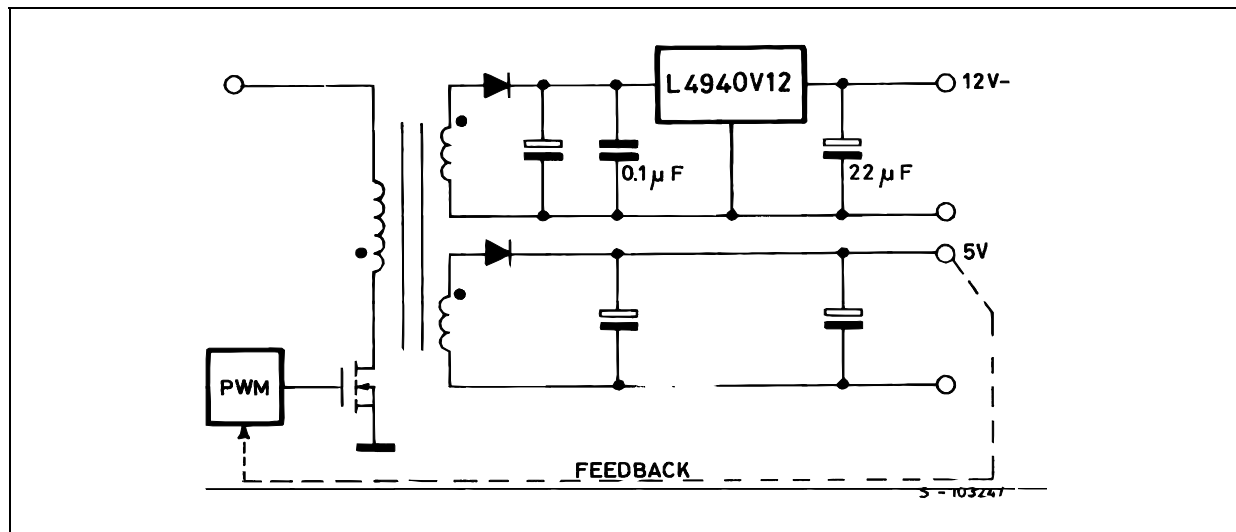 L4940V12
12V-
0.1μF
22μF
5V
PWM
FEEDBACK
S - 103247